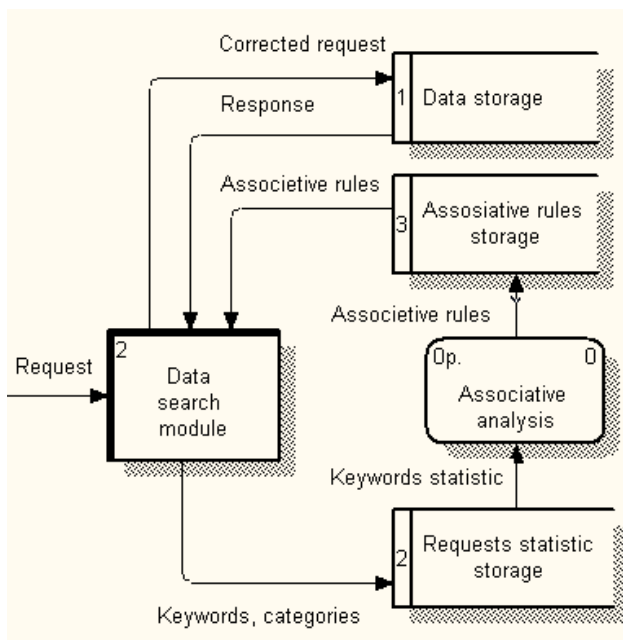 Corrected request
1
Data storage
Response
Associetive rules
3
Assosiative rules
storage
Associetive rules
Request
2
Data
search
module
0p.
0
Associative
analysis
Keywords statistic
2
Requests statistic
storage
Keywords, categories